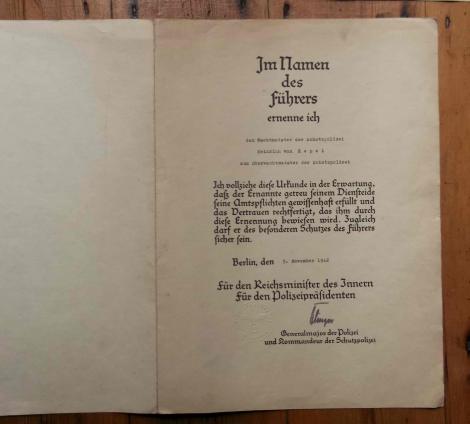 Im Namen
des
Führers
ernenne ich
den Wachtmeister der Schutzpolizei
Heinrich von
zum Oberwachtmeister der Schutzpolizei
Ich vollziehe diese Urkunde in der Erwartung,
daß der Ernannte getreu seinem Diensteide
seine Amtspflichten gewissenhaft erfüllt und
das Vertrauen rechtfertigt, das ihm durch
diese Ernennung bewiesen wird. Zugleich
darf er des besonderen Schutzes des Führers
sicher sein.
Berlin, den 9. November 1942
Für den Reichsminister des Innern
Für den Polizeipräsidenten
Generalmajor der Polizei
und Kommandeur der Schutzpolizei